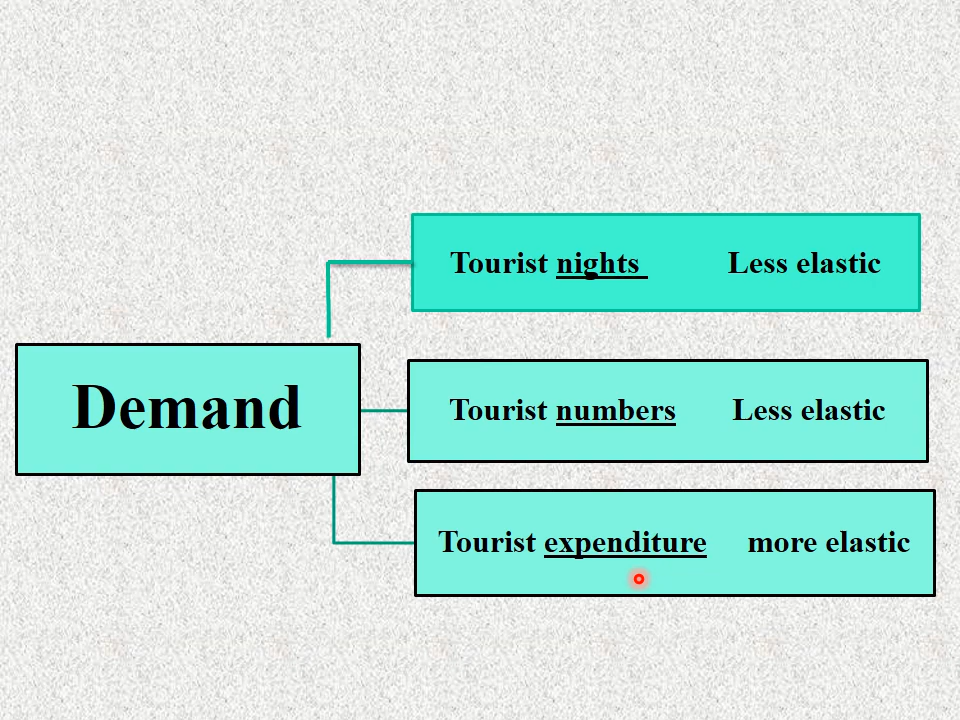 Tourist nights Less elastic
Demand
Tourist numbers Less elastic
Tourist expenditure more elastic